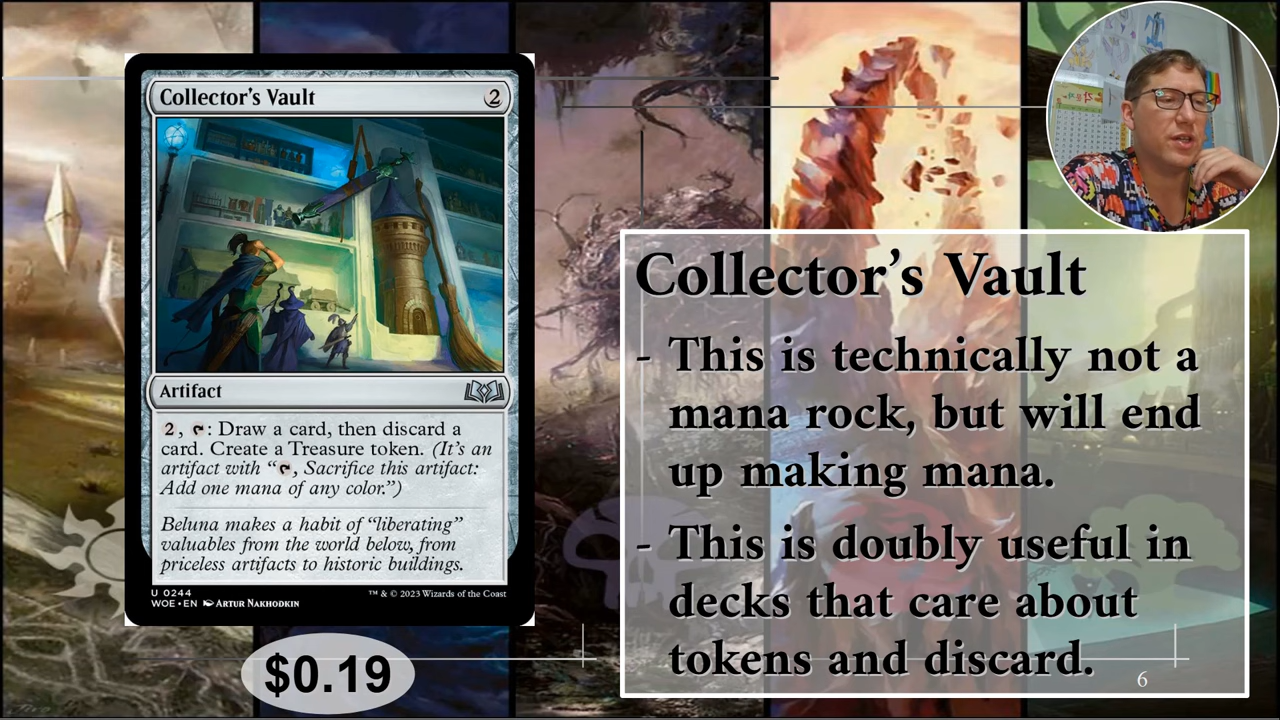 Collector's Vault 2
Artifact
2, T: Draw a card, then discard a
card. Create a Treasure token. (It's an
artifact with “T, Sacrifice this artifact:
Add one mana of any color.”)
Beluna makes a habit of “liberating”
valuables from the world below, from
priceless artifacts to historic buildings.
U 0244
WOE • EN Artur Nakhodkin
™ & © 2023 Wizards of the Coast
$0.19
Collector's Vault
- This is technically not a
mana rock, but will end
up making mana.
- This is doubly useful in
decks that care about
tokens and discard.
6